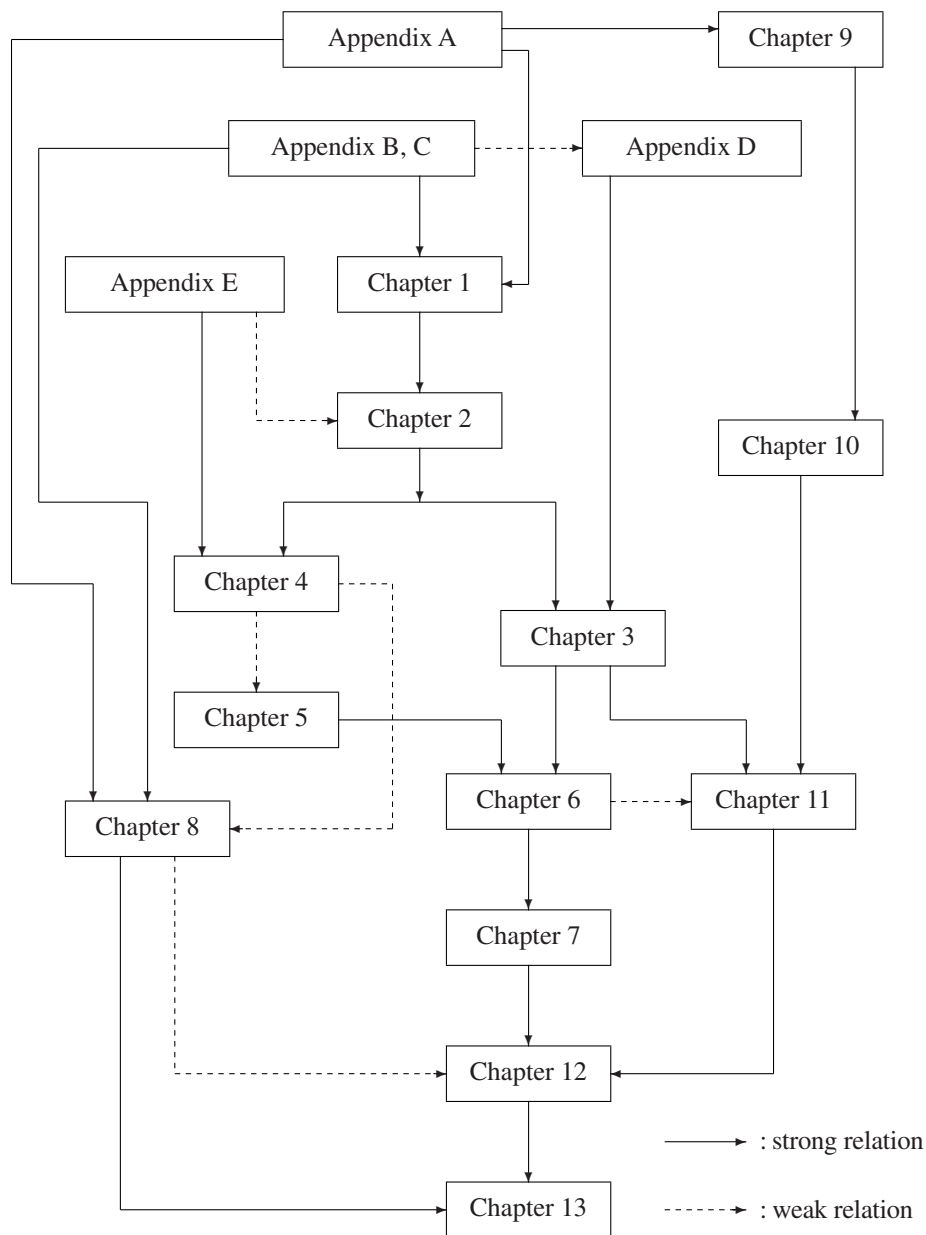 Appendix A
Chapter 9
Appendix B, C
Appendix D
Appendix E
Chapter 1
Chapter 2
Chapter 10
Chapter 4
Chapter 3
Chapter 5
Chapter 6
Chapter 11
Chapter 8
Chapter 7
Chapter 12
: strong relation
Chapter 13
: weak relation